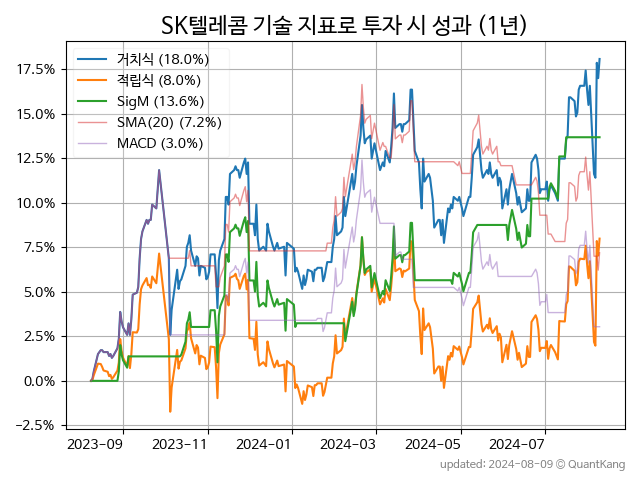 SK텔레콤 기술 지표로 투자 시 성과 (1년)
거치식 (18.0%)
적립식 (8.0%)
SigM (13.6%)
SMA(20) (7.2%)
MACD (3.0%)
17.5%
15.0%
12.5%
10.0%
7.5%
5.0%
2.5%
0.0%
−2.5%
2023-09 2023-11 2024-01 2024-03 2024-05 2024-07
updated: 2024-08-09 © QuantKang